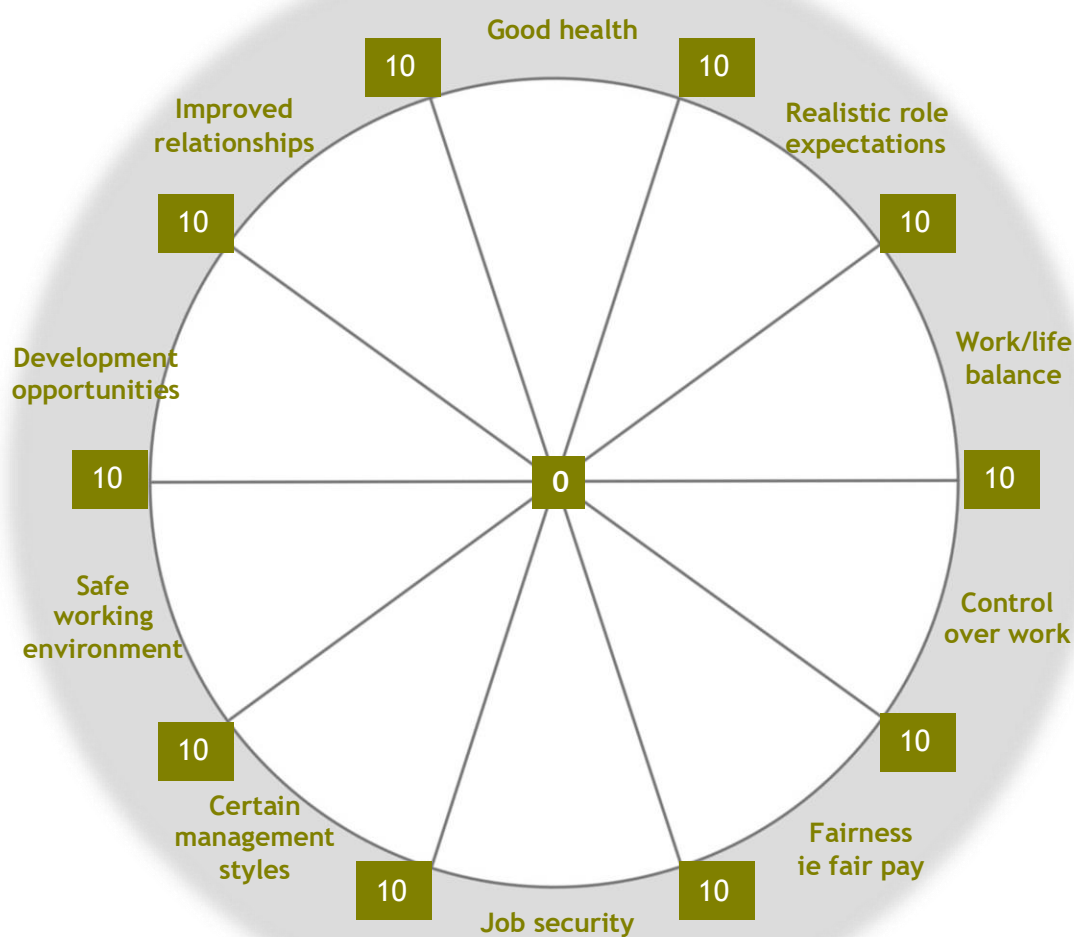 Good health
10
10
Improved
relationships
Realistic role
expectations
10
10
Development
opportunities
Work/life
balance
10
0
10
Safe
working
environment
Control
over work
10
10
Certain
management
styles
Fairness
ie fair pay
10
10
Job security